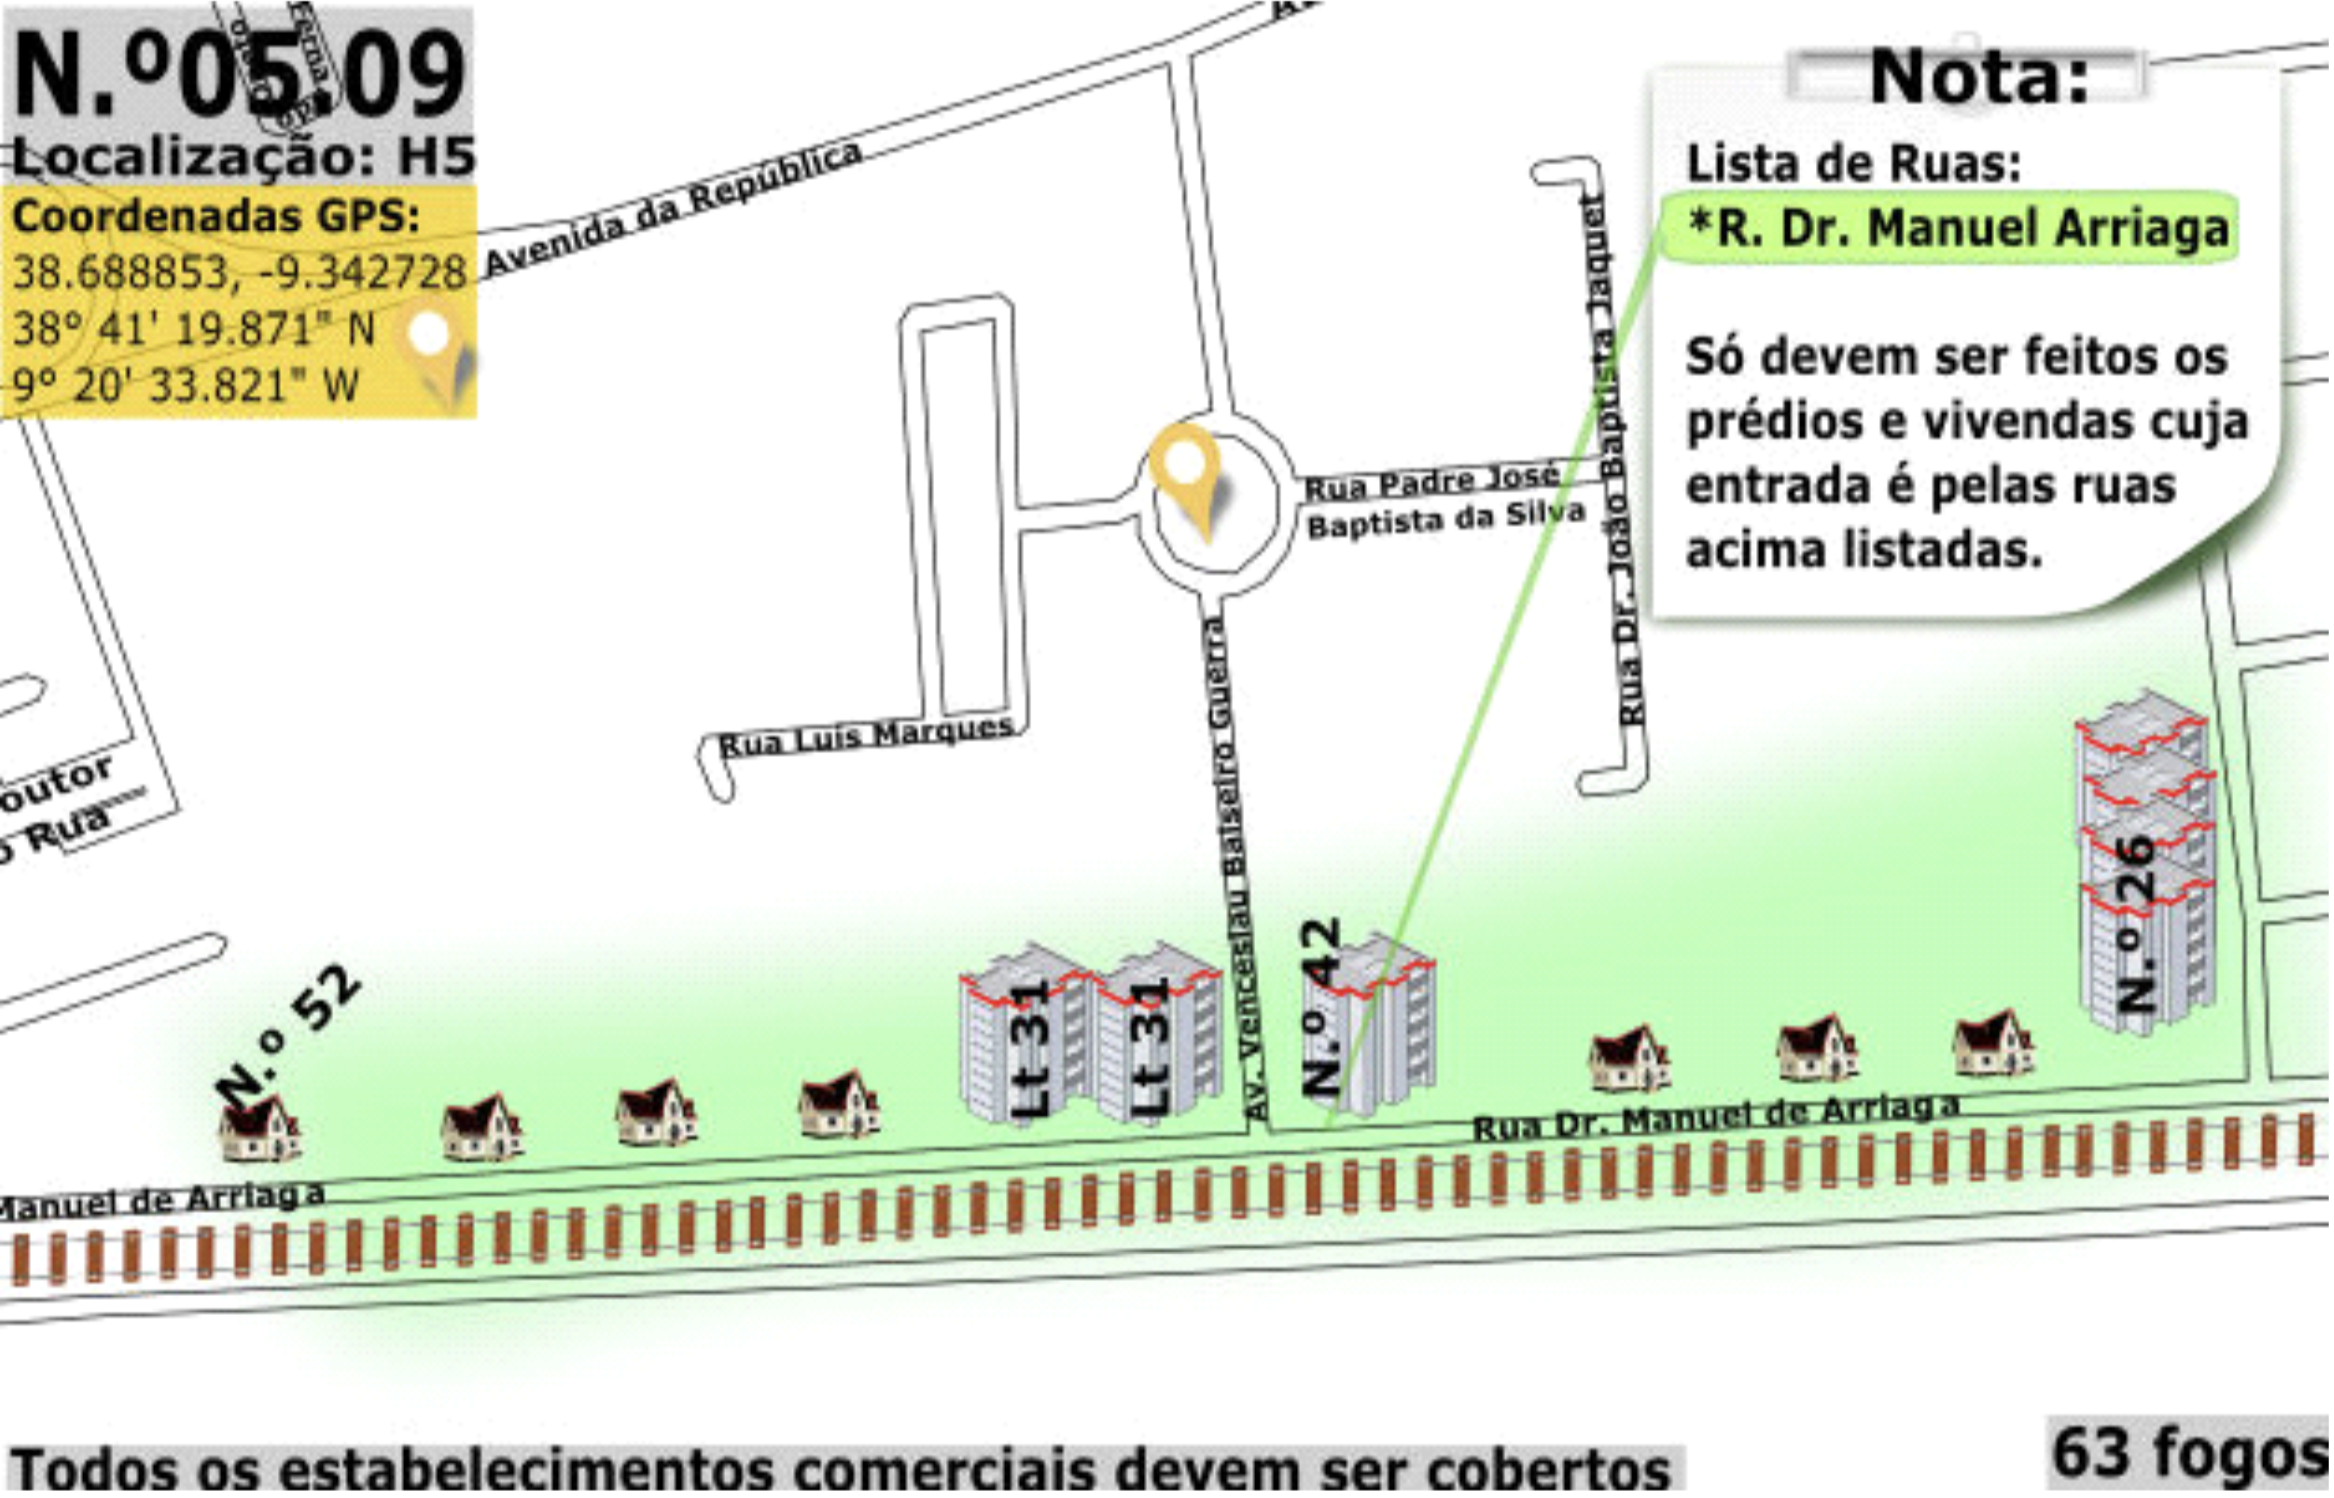 N.º05.09
Localização: H5
Coordenadas GPS:
38.688853, -9.342728
38° 41' 19.871" N
9° 20' 33.821" W
Avenida da República
Nota:
Lista de Ruas:
*R. Dr. Manuel Arriaga
Só devem ser feitos os
prédios e vivendas cuja
entrada é pelas ruas
acima listadas.
Rua Dr. João Baptista Jaquet
Rua Padre José
Baptista da Silva
Rua Luis Marques
Av. Venceslau Balseiro Guerra
outor
o Rua
N.º 52
Lt 31
Lt 31
N.º 42
N.º 26
Rua Dr. Manuel de Arriaga
Manuel de Arriaga
Todos os estabelecimentos comerciais devem ser cobertos
63 fogos